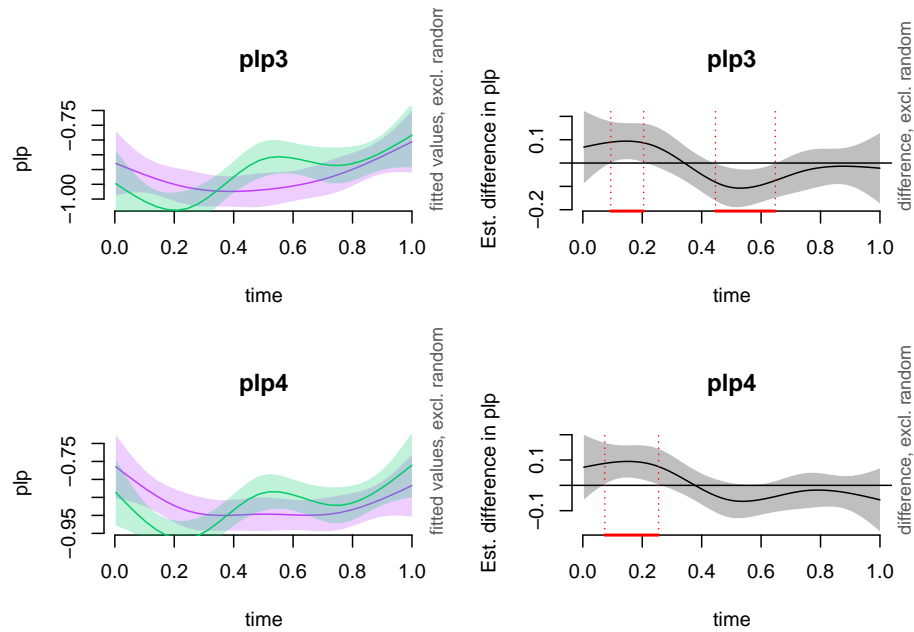 plp3
plp
−0.75
−1.00
0.0 0.2 0.4 0.6 0.8 1.0
time
fitted values, excl. random
plp3
Est. difference in plp
0.1
−0.2
0.0 0.2 0.4 0.6 0.8 1.0
time
difference, excl. random
plp4
plp
−0.75
−0.95
0.0 0.2 0.4 0.6 0.8 1.0
time
fitted values, excl. random
plp4
Est. difference in plp
0.1
−0.1
0.0 0.2 0.4 0.6 0.8 1.0
time
difference, excl. random